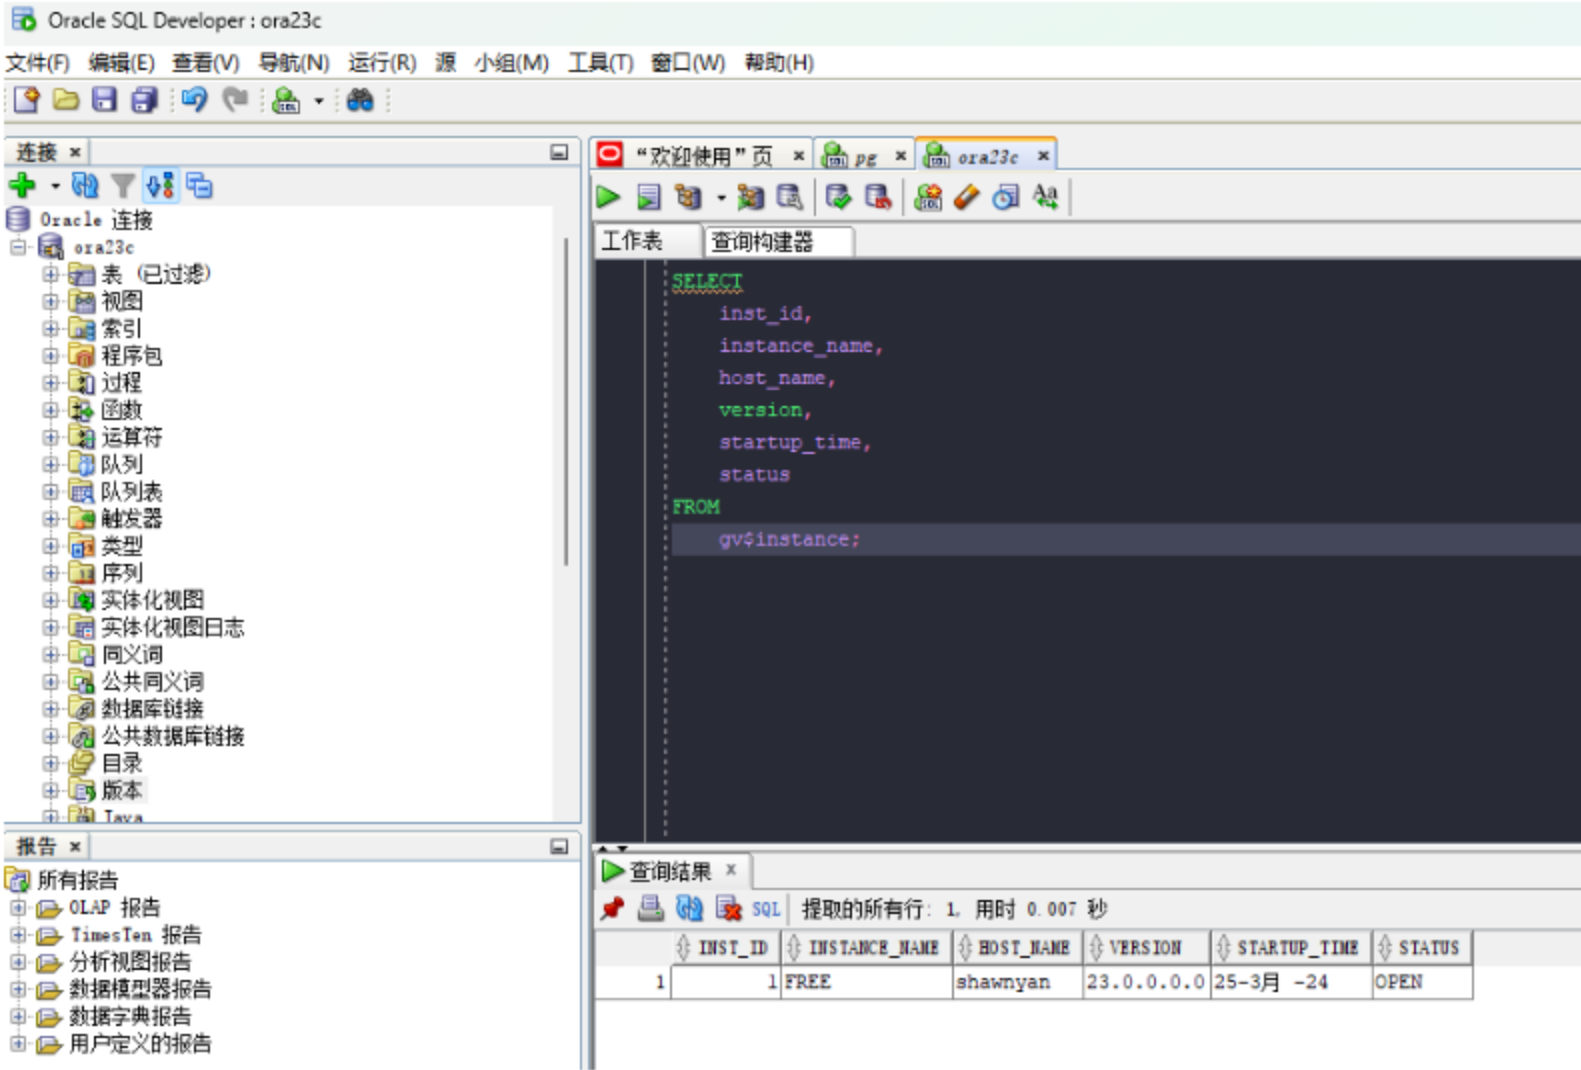 Oracle SQL Developer : ora23c
文件(F) 编辑(E) 查看(V) 导航(N) 运行(R) 源 小组(M) 工具(T) 窗口(W) 帮助(H)
连接
Oracle 连接
ora23c
表 (已过滤)
视图
索引
程序包
过程
函数
运算符
队列
队列表
触发器
类型
序列
实体化视图
实体化视图日志
同义词
公共同义词
数据库链接
公共数据库链接
目录
版本
Java
报告
所有报告
OLAP 报告
TimesTen 报告
分析视图报告
数据模型器报告
数据字典报告
用户定义的报告
“欢迎使用”页 pg ora23c
工作表 查询构建器
SELECT
inst_id,
instance_name,
host_name,
version,
startup_time,
status
FROM
gv$instance;
查询结果
SQL 提取的所有行: 1, 用时 0.007 秒
INST_ID INSTANCE_NAME HOST_NAME VERSION STARTUP_TIME STATUS
1 1 FREE shawnyan 23.0.0.0.0 25-3月 -24 OPEN